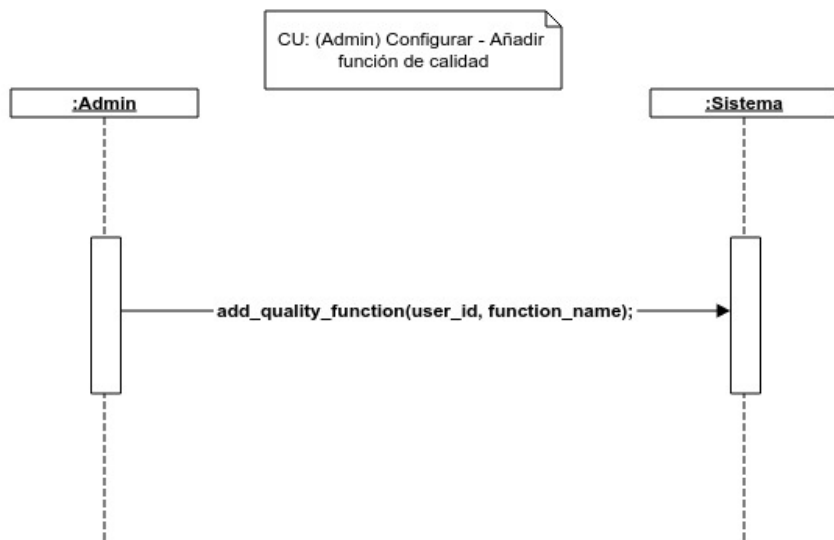 CU: (Admin) Configurar - Añadir
función de calidad
:Admin
:Sistema
add_quality_function(user_id, function_name);